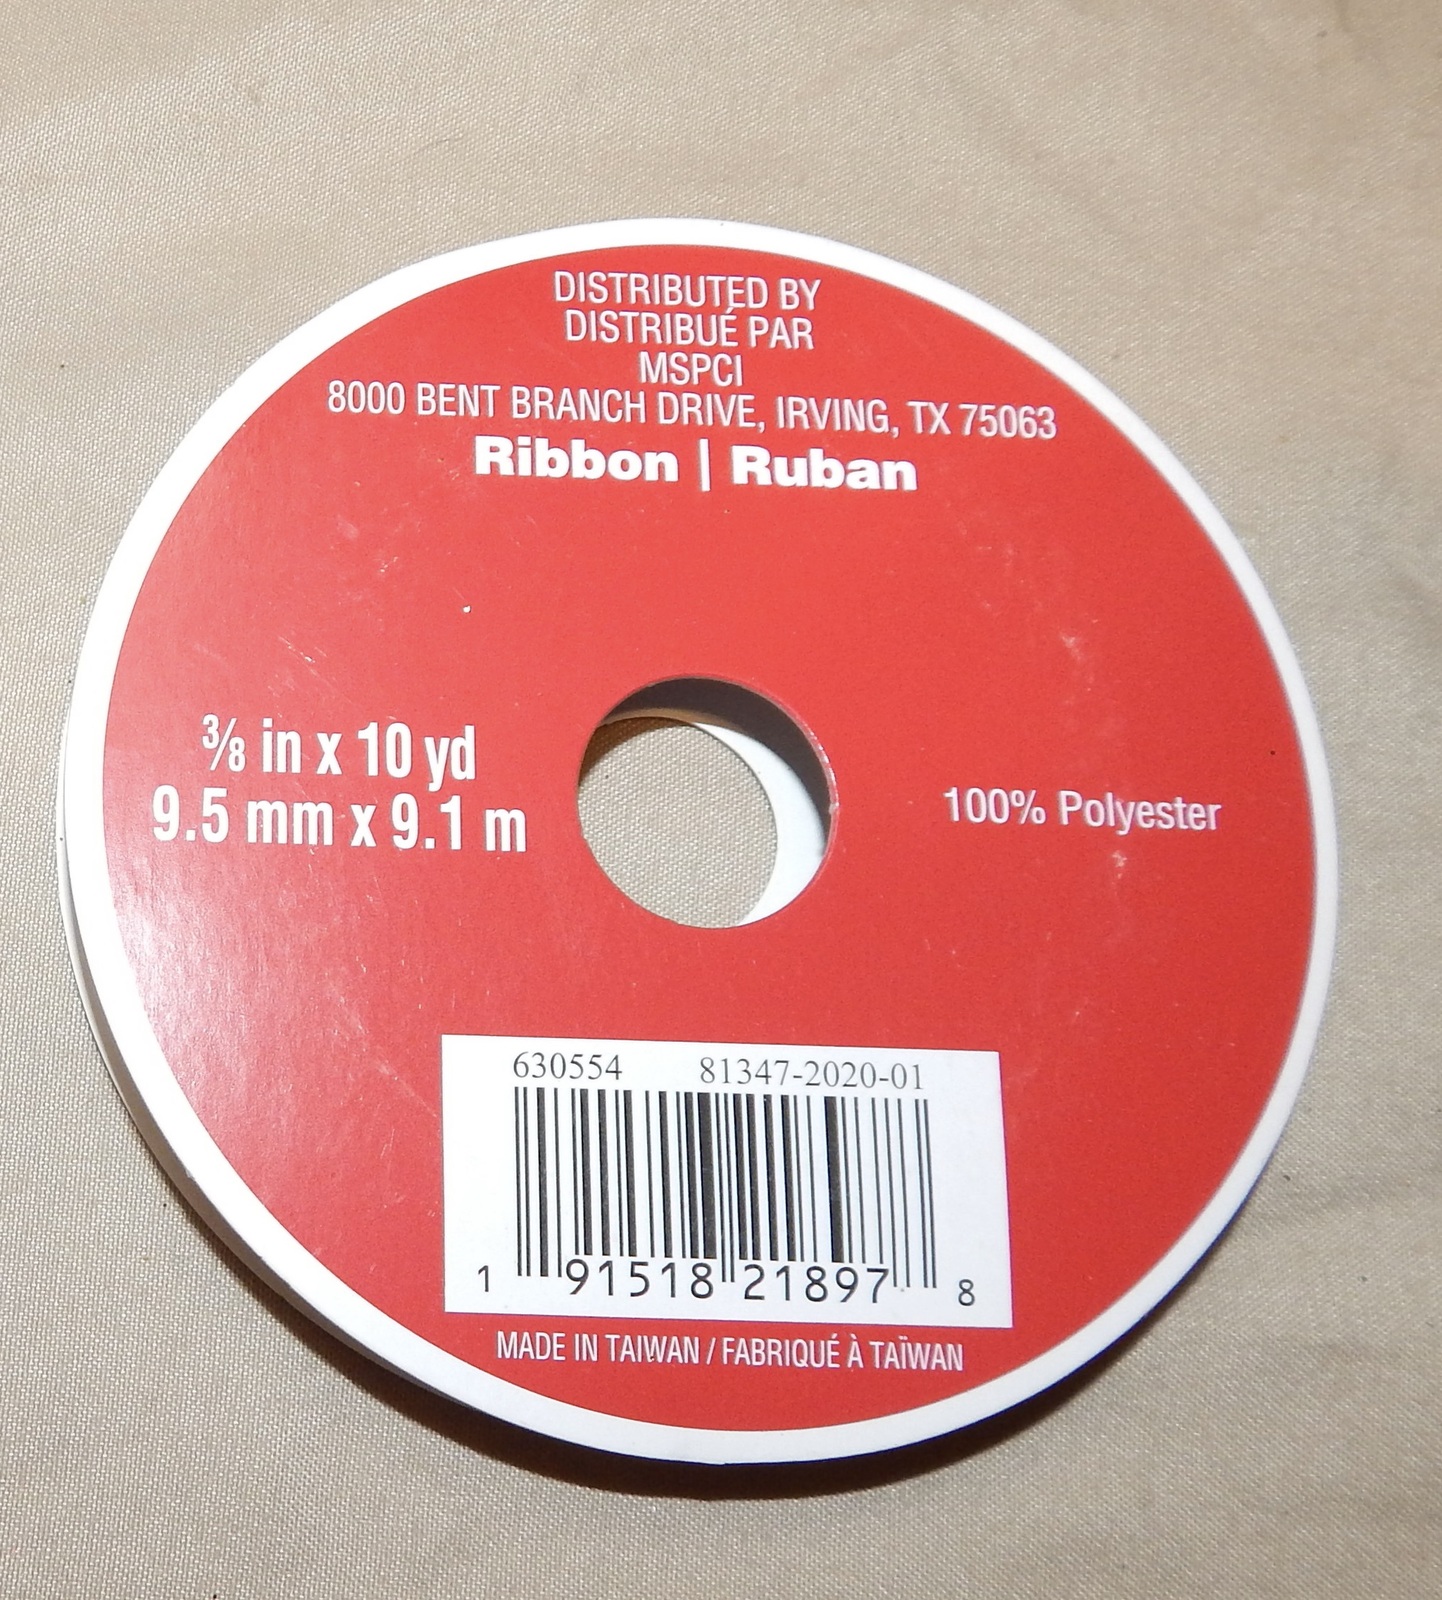 DISTRIBUTED BY
DISTRIBUÉ PAR
MSPCI
8000 BENT BRANCH DRIVE, IRVING, TX 75063
Ribbon | Ruban
⅜ in x 10 yd
9.5 mm x 9.1 m
100% Polyester
630554 81347-2020-01
1 91518 21897 8
MADE IN TAIWAN / FABRIQUÉ À TAÏWAN